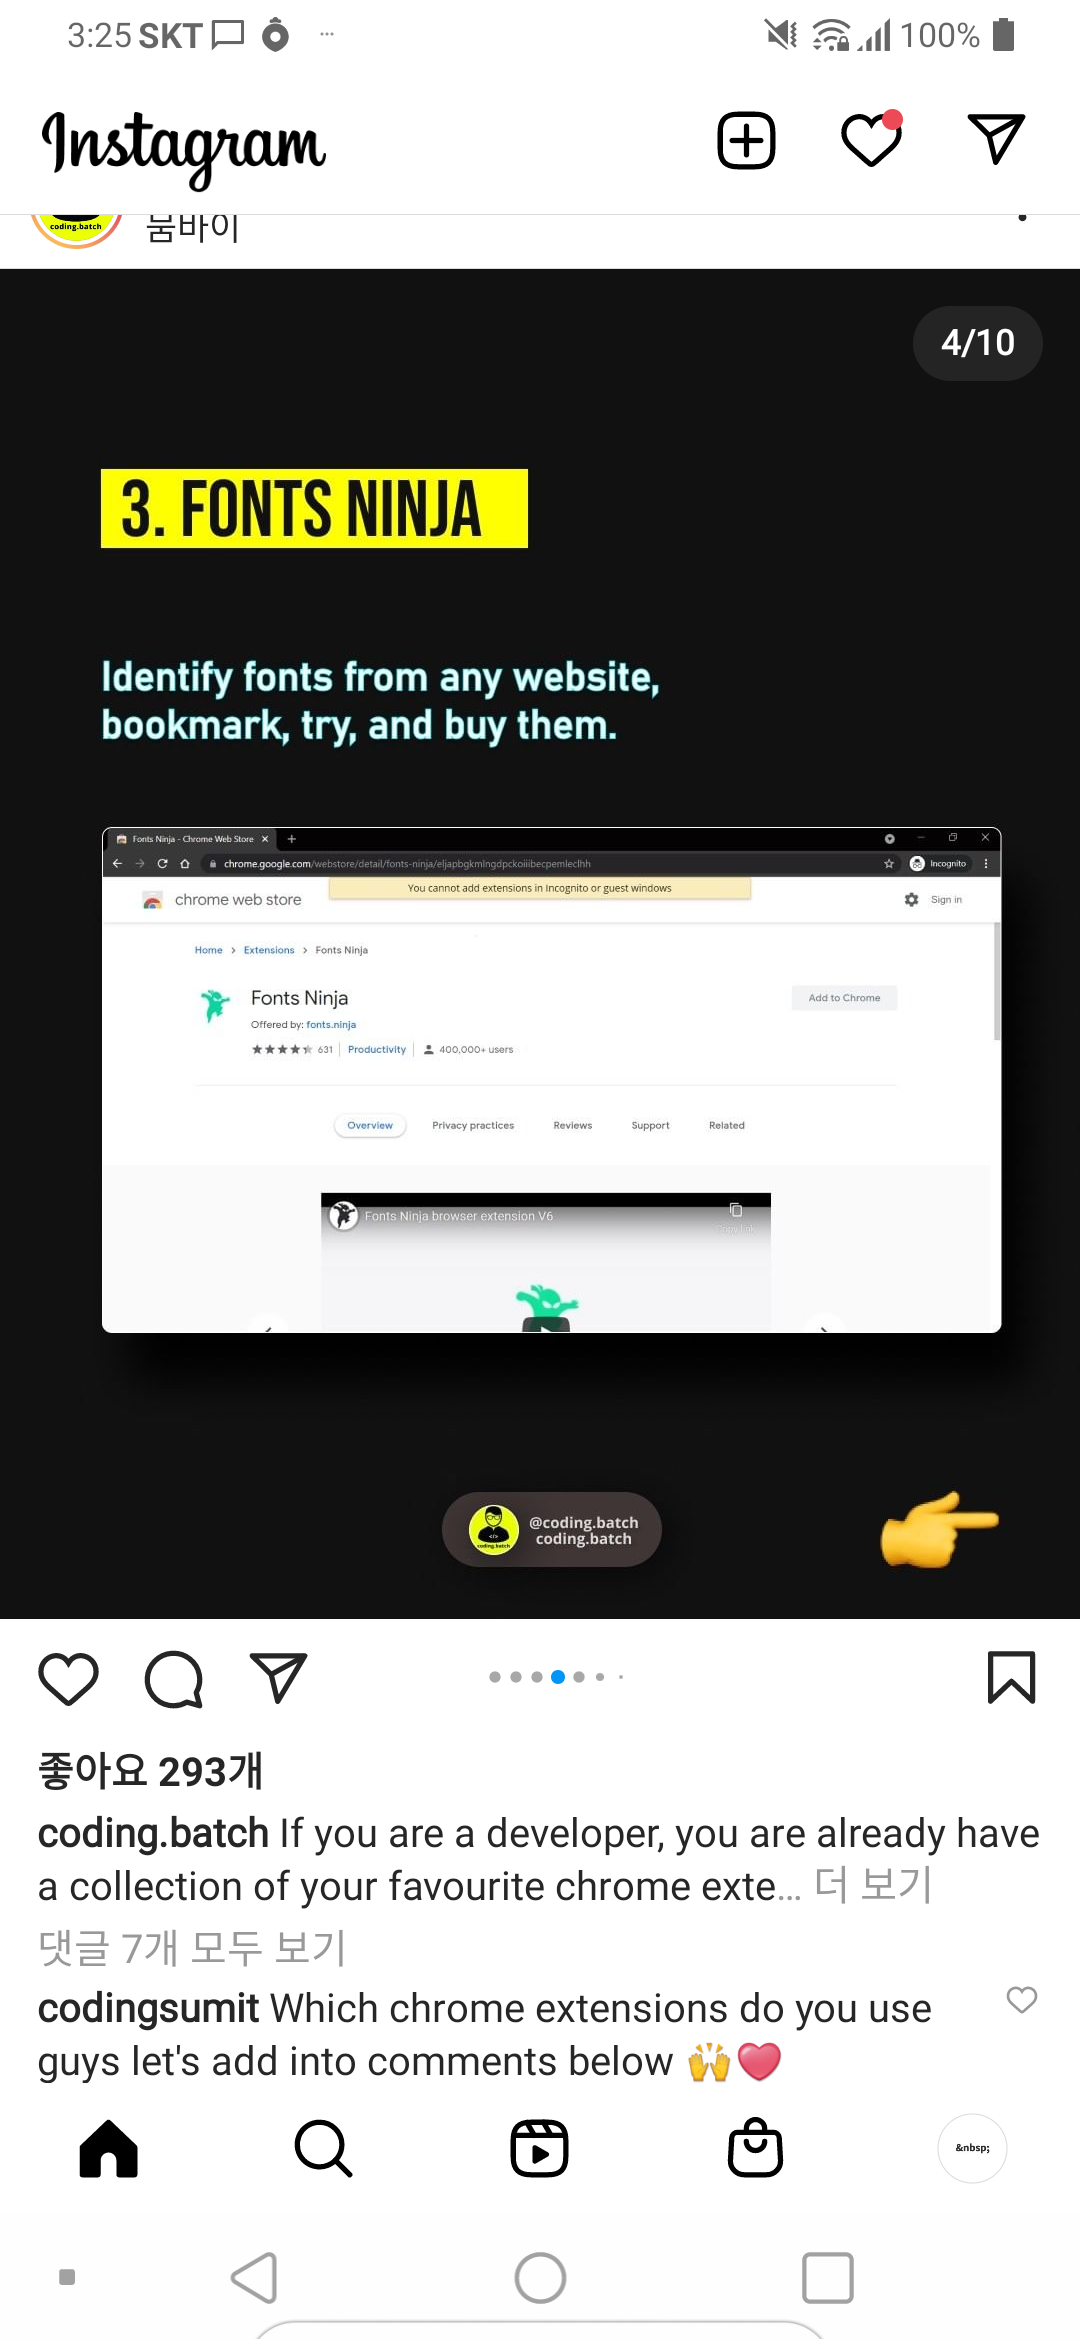 3:25 SKT
100%
Instagram
coding.batch
뭄바이
4/10
3. FONTS NINJA
Identify fonts from any website,
bookmark, try, and buy them.
Fonts Ninja - Chrome Web Store
chrome.google.com/webstore/detail/fonts-ninja/eljapbgkmlngdpckoiiibecpemleclhh
Incognito
You cannot add extensions in Incognito or guest windows
chrome web store
Sign in
Home > Extensions > Fonts Ninja
Fonts Ninja
Add to Chrome
Offered by: fonts.ninja
631 Productivity 400,000+ users
Overview Privacy practices Reviews Support Related
Fonts Ninja browser extension V6
Copy link
@coding.batch
coding.batch
좋아요 293개
coding.batch If you are a developer, you are already have
a collection of your favourite chrome exte... 더 보기
댓글 7개 모두 보기
codingsumit Which chrome extensions do you use
guys let's add into comments below 🙌❤️
&nbsp;